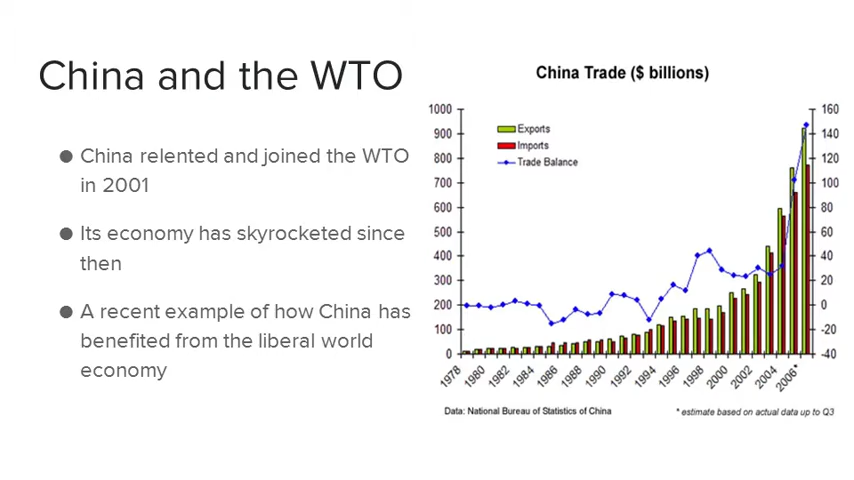 China and the WTO
● China relented and joined the WTO
in 2001
● Its economy has skyrocketed since
then
● A recent example of how China has
benefited from the liberal world
economy
China Trade ($ billions)
1000
900
800
700
600
500
400
300
200
100
0
Exports
Imports
Trade Balance
160
140
120
100
80
60
40
20
0
-20
-40
1978
1980
1982
1984
1986
1988
1990
1992
1994
1996
1998
2000
2002
2004
2006*
Data: National Bureau of Statistics of China
* estimate based on actual data up to Q3